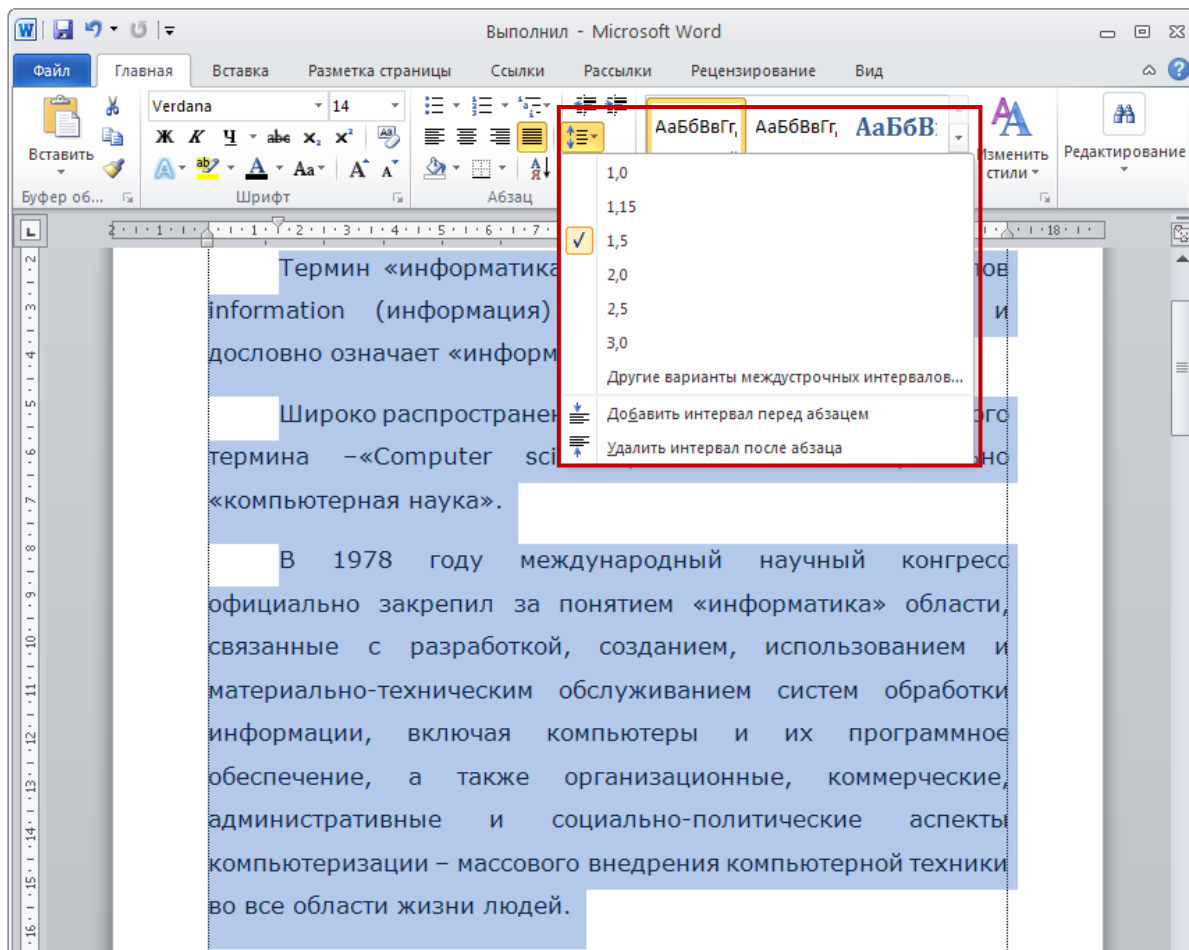 Выполнил - Microsoft Word
Файл Главная Вставка Разметка страницы Ссылки Рассылки Рецензирование Вид
Verdana 14
АаБбВвГг, АаБбВвГг, АаБбВ
Ж К Ч abe x₂ x²
Вставить
Изменить стили
Редактирование
Aa
Буфер об... Шрифт Абзац
1,0
1,15
1,5
2,0
2,5
3,0
Другие варианты междустрочных интервалов...
Добавить интервал перед абзацем
Удалить интервал после абзаца
Термин «информатика
information (информация) и
дословно означает «информ
Широко распространен
термина –«Computer sci
«компьютерная наука».
В 1978 году международный научный конгресс
официально закрепил за понятием «информатика» области,
связанные с разработкой, созданием, использованием и
материально-техническим обслуживанием систем обработки
информации, включая компьютеры и их программное
обеспечение, а также организационные, коммерческие,
административные и социально-политические аспекты
компьютеризации – массового внедрения компьютерной техники
во все области жизни людей.